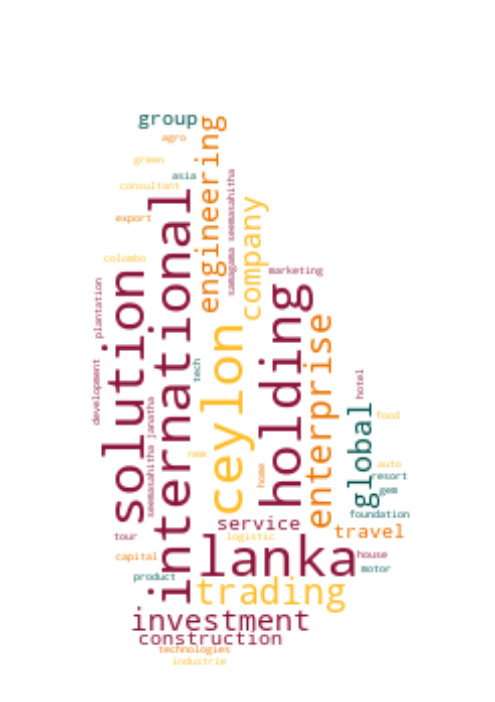 group
agro
engineering
green
asia
consultant
samagama seemasahitha
international
company
export
colombo
marketing
solution
plantation
holding
ceylon
enterprise
development
tech
hotel
seemasahitha janatha
global
food
new
home
auto
resort
gem
foundation
service
travel
tour
logistic
lanka
capital
house
motor
product
trading
investment
construction
technologies
industrie